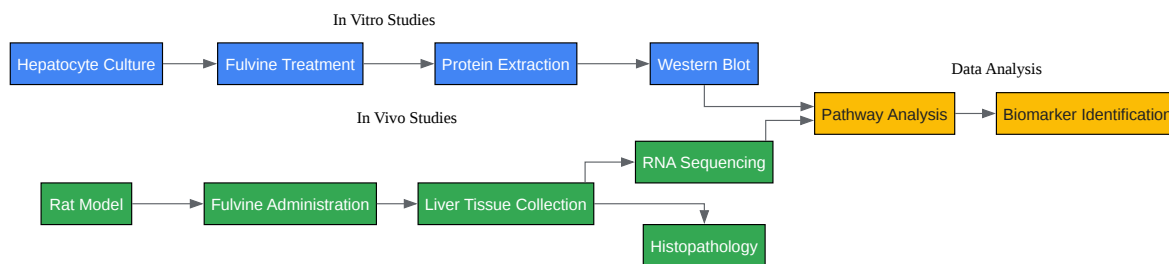 In Vitro Studies
Hepatocyte Culture
Fulvine Treatment
Protein Extraction
Western Blot
Data Analysis
Pathway Analysis
Biomarker Identification
In Vivo Studies
RNA Sequencing
Rat Model
Fulvine Administration
Liver Tissue Collection
Histopathology